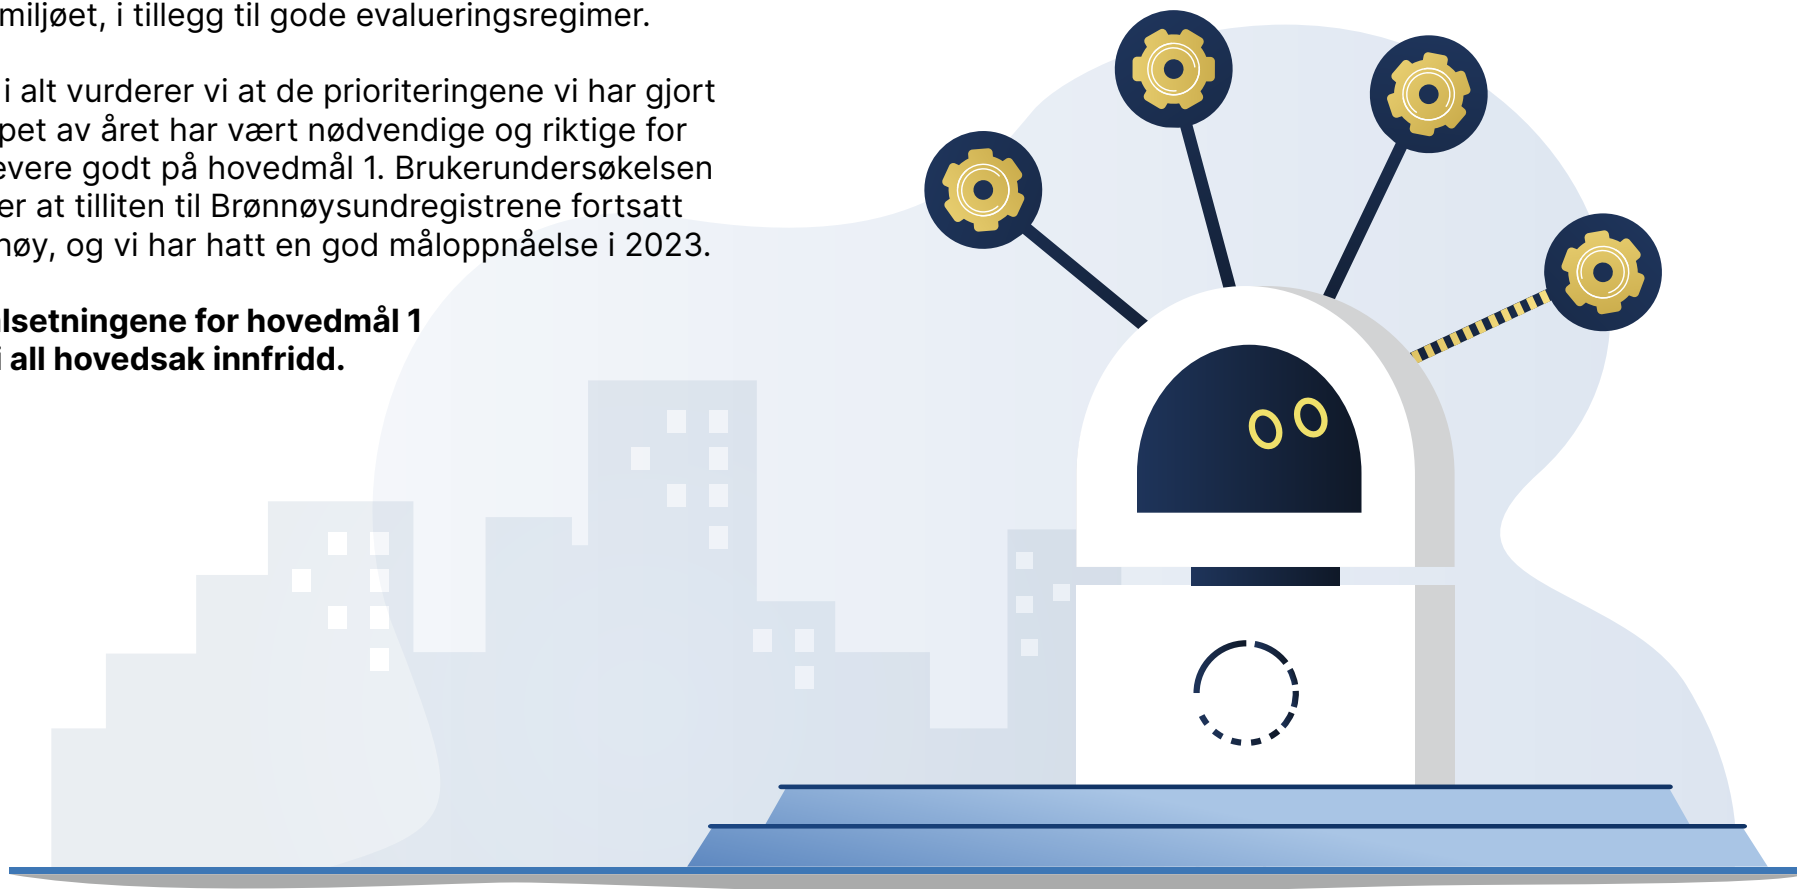 miljøet, i tillegg til gode evalueringsregimer.
i alt vurderer vi at de prioriteringene vi har gjort
pet av året har vært nødvendige og riktige for
evere godt på hovedmål 1. Brukerundersøkelsen
er at tilliten til Brønnøysundregistrene fortsatt
høy, og vi har hatt en god måloppnåelse i 2023.
lsetningene for hovedmål 1
i all hovedsak innfridd.